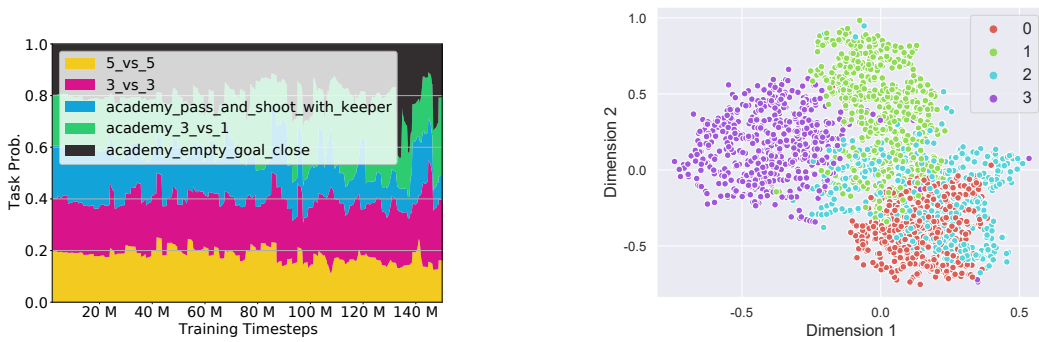 1.0
0.8
0.6
0.4
0.2
0.0
Task Prob.
5_vs_5
3_vs_3
academy_pass_and_shoot_with_keeper
academy_3_vs_1
academy_empty_goal_close
20 M 40 M 60 M 80 M 100 M 120 M 140 M
Training Timesteps
1.0
0.5
0.0
-0.5
Dimension 2
0
1
2
3
-0.5 0.0 0.5
Dimension 1